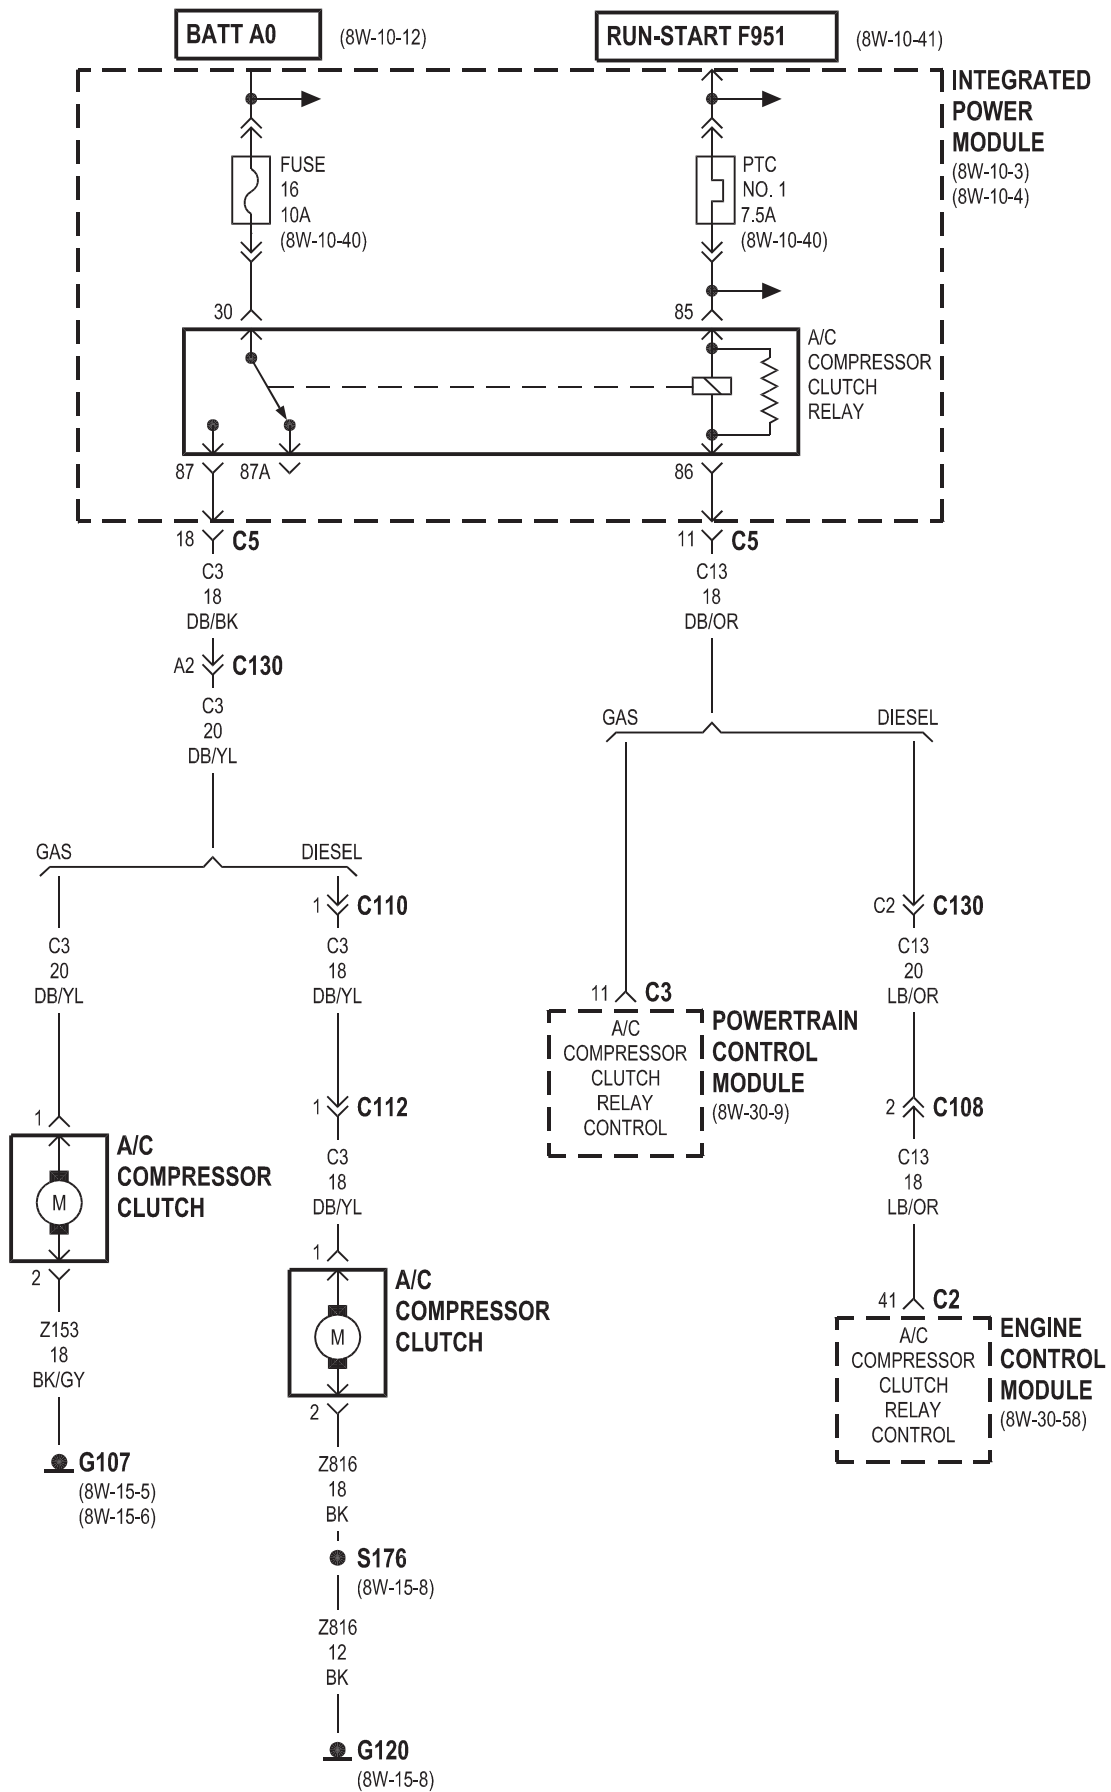 BATT A0
(8W-10-12)
RUN-START F951
(8W-10-41)
INTEGRATED
POWER
MODULE
(8W-10-3)
(8W-10-4)
FUSE
16
10A
(8W-10-40)
PTC
NO. 1
7.5A
(8W-10-40)
30
85
A/C
COMPRESSOR
CLUTCH
RELAY
87
87A
86
18
C5
11
C5
C3
18
DB/BK
C13
18
DB/OR
A2
C130
C3
20
DB/YL
GAS
DIESEL
GAS
DIESEL
1
C110
C2
C130
C3
20
DB/YL
C3
18
DB/YL
C13
20
LB/OR
11
C3
A/C
COMPRESSOR
CLUTCH
RELAY
CONTROL
POWERTRAIN
CONTROL
MODULE
(8W-30-9)
1
1
C112
2
C108
A/C
COMPRESSOR
CLUTCH
M
C3
18
DB/YL
C13
18
LB/OR
2
1
Z153
18
BK/GY
A/C
COMPRESSOR
CLUTCH
M
41
C2
A/C
COMPRESSOR
CLUTCH
RELAY
CONTROL
ENGINE
CONTROL
MODULE
(8W-30-58)
2
G107
(8W-15-5)
(8W-15-6)
Z816
18
BK
S176
(8W-15-8)
Z816
12
BK
G120
(8W-15-8)